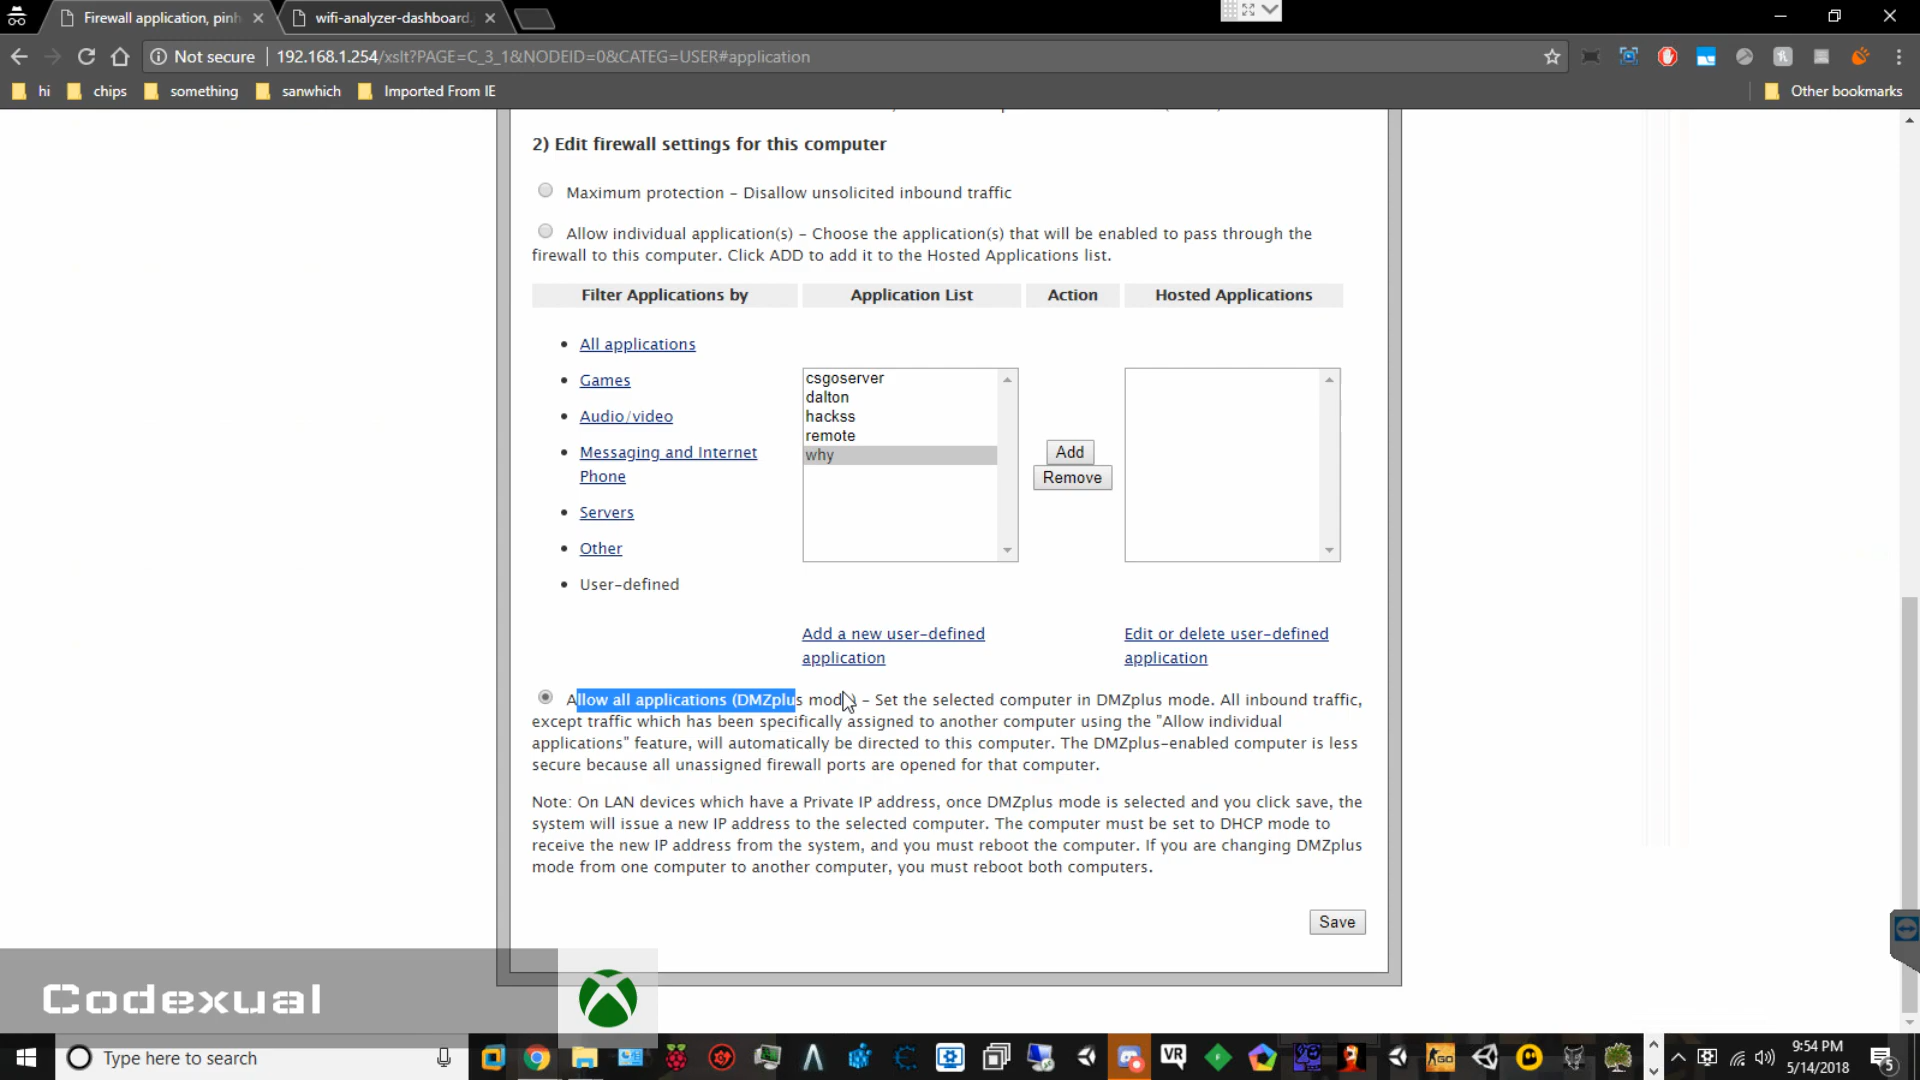 Firewall application, pinh
wifi-analyzer-dashboard.
Not secure
192.168.1.254/xslt?PAGE=C_3_1&NODEID=0&CATEG=USER#application
hi
chips
something
sanwhich
Imported From IE
Other bookmarks
2) Edit firewall settings for this computer
Maximum protection - Disallow unsolicited inbound traffic
Allow individual application(s) - Choose the application(s) that will be enabled to pass through the
firewall to this computer. Click ADD to add it to the Hosted Applications list.
Filter Applications by
Application List
Action
Hosted Applications
All applications
Games
Audio/video
Messaging and Internet
Phone
Servers
Other
User-defined
csgoserver
dalton
hackss
remote
why
Add
Remove
Add a new user-defined
application
Edit or delete user-defined
application
Allow all applications (DMZplus mode) - Set the selected computer in DMZplus mode. All inbound traffic,
except traffic which has been specifically assigned to another computer using the "Allow individual
applications" feature, will automatically be directed to this computer. The DMZplus-enabled computer is less
secure because all unassigned firewall ports are opened for that computer.
Note: On LAN devices which have a Private IP address, once DMZplus mode is selected and you click save, the
system will issue a new IP address to the selected computer. The computer must be set to DHCP mode to
receive the new IP address from the system, and you must reboot the computer. If you are changing DMZplus
mode from one computer to another computer, you must reboot both computers.
Save
Codexual
Type here to search
VR
GO
9:54 PM
5/14/2018
5